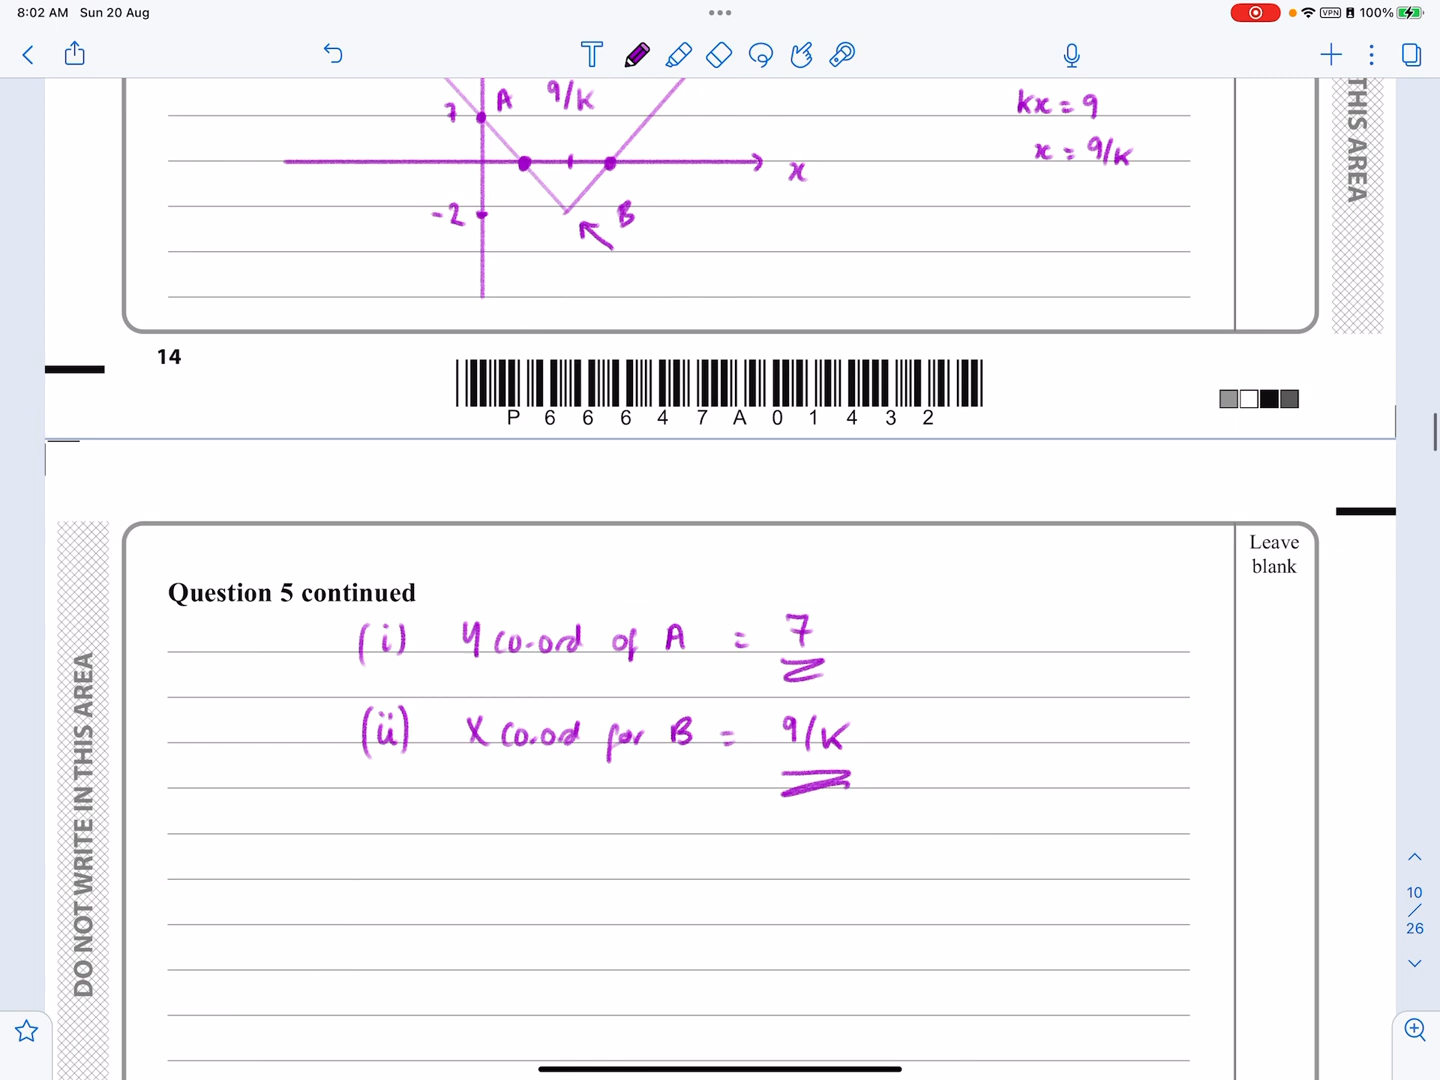 8:02 AM Sun 20 Aug
VPN 100%
T
7 A 9/K
kx = 9
x = 9/K
x
-2 B
THIS AREA
14
P 6 6 6 4 7 A 0 1 4 3 2
Leave
blank
Question 5 continued
(i) y co.ord of A = 7
(ii) x co.ord for B = 9/K
DO NOT WRITE IN THIS AREA
10
/
26